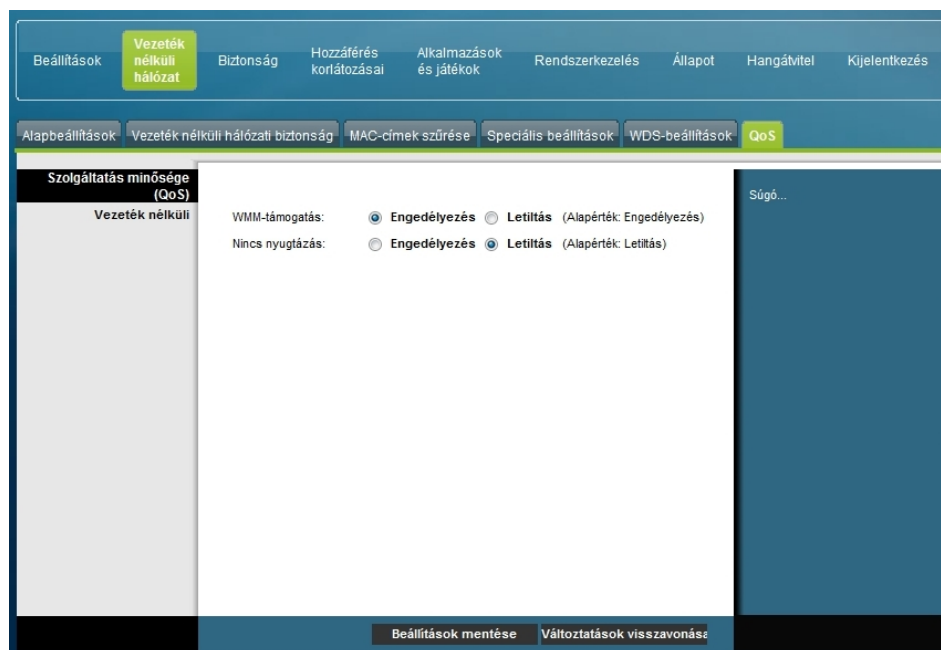 Beállítások
Vezeték
nélküli
hálózat
Biztonság
Hozzáférés
korlátozásai
Alkalmazások
és játékok
Rendszerkezelés
Állapot
Hangátvitel
Kijelentkezés
Alapbeállítások
Vezeték nélküli hálózati biztonság
MAC-címek szűrése
Speciális beállítások
WDS-beállítások
QoS
Szolgáltatás minősége
(QoS)
Vezeték nélküli
WMM-támogatás: Engedélyezés Letiltás (Alapérték: Engedélyezés)
Nincs nyugtázás: Engedélyezés Letiltás (Alapérték: Letiltás)
Súgó...
Beállítások mentése
Változtatások visszavonása